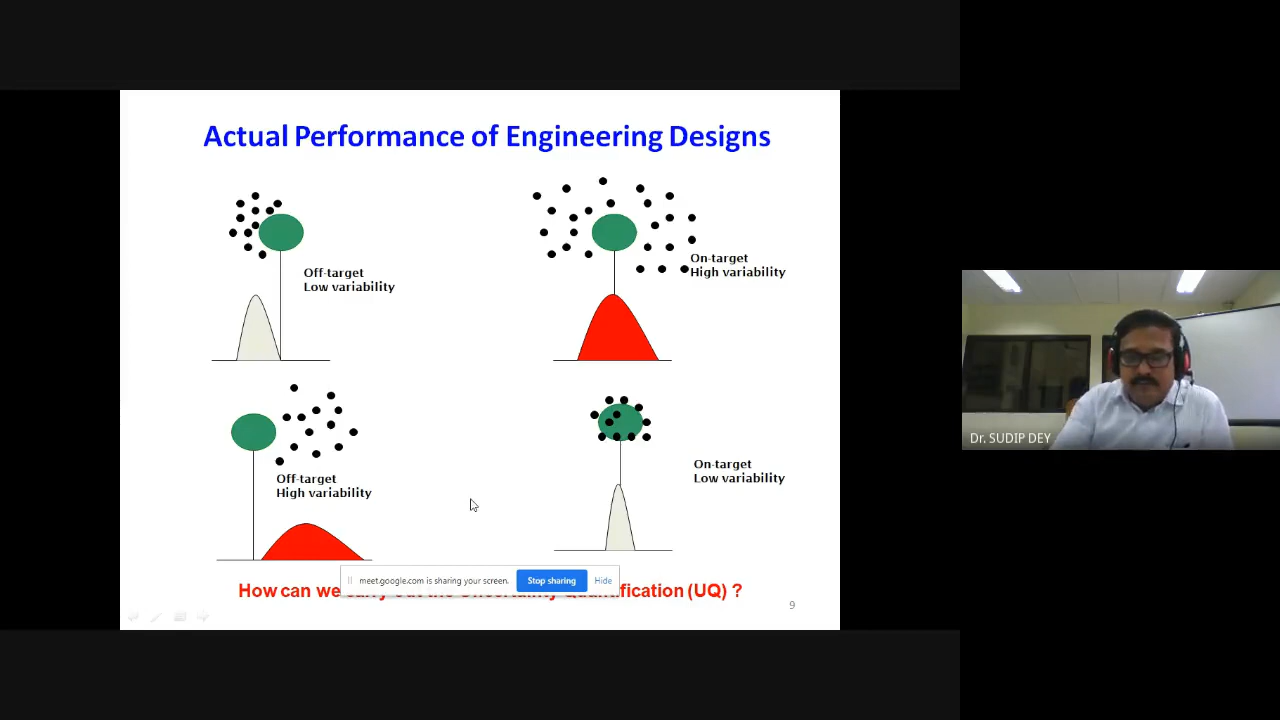 Actual Performance of Engineering Designs
Off-target
Low variability
On-target
High variability
Off-target
High variability
On-target
Low variability
meet.google.com is sharing your screen.
Stop sharing
Hide
How can we fication (UQ) ?
9
Dr. SUDIP DEY